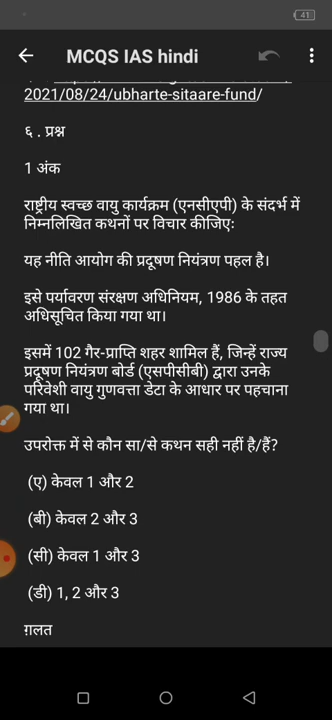 41
MCQS IAS hindi
2021/08/24/ubharte-sitaare-fund/
६ . प्रश्न
1 अंक
राष्ट्रीय स्वच्छ वायु कार्यक्रम (एनसीएपी) के संदर्भ में
निम्नलिखित कथनों पर विचार कीजिए:
यह नीति आयोग की प्रदूषण नियंत्रण पहल है।
इसे पर्यावरण संरक्षण अधिनियम, 1986 के तहत
अधिसूचित किया गया था।
इसमें 102 गैर-प्राप्ति शहर शामिल हैं, जिन्हें राज्य
प्रदूषण नियंत्रण बोर्ड (एसपीसीबी) द्वारा उनके
परिवेशी वायु गुणवत्ता डेटा के आधार पर पहचाना
गया था।
उपरोक्त में से कौन सा/से कथन सही नहीं है/हैं?
(ए) केवल 1 और 2
(बी) केवल 2 और 3
(सी) केवल 1 और 3
(डी) 1, 2 और 3
ग़लत